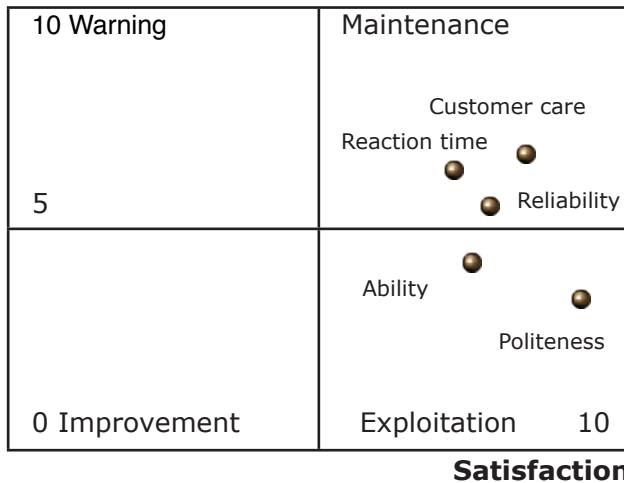 10 Warning
Maintenance
Customer care
Reaction time
5
Reliability
Ability
Politeness
0 Improvement
Exploitation 10
Satisfaction